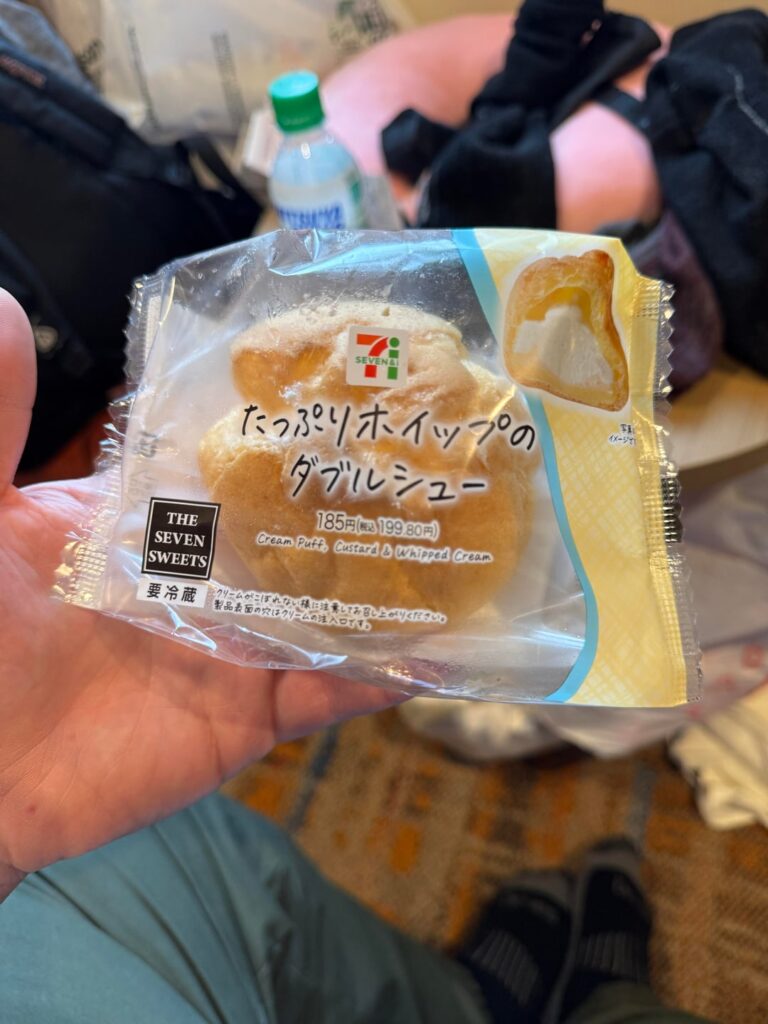 SEVEN&i
たっぷりホイップの
ダブルシュー
185円(税込 199.80円)
Cream Puff, Custard & Whipped Cream
THE
SEVEN
SWEETS
要冷蔵
クリームがこぼれない様に注意してお召し上がりください。
製品表面の穴はクリームの注入口です。